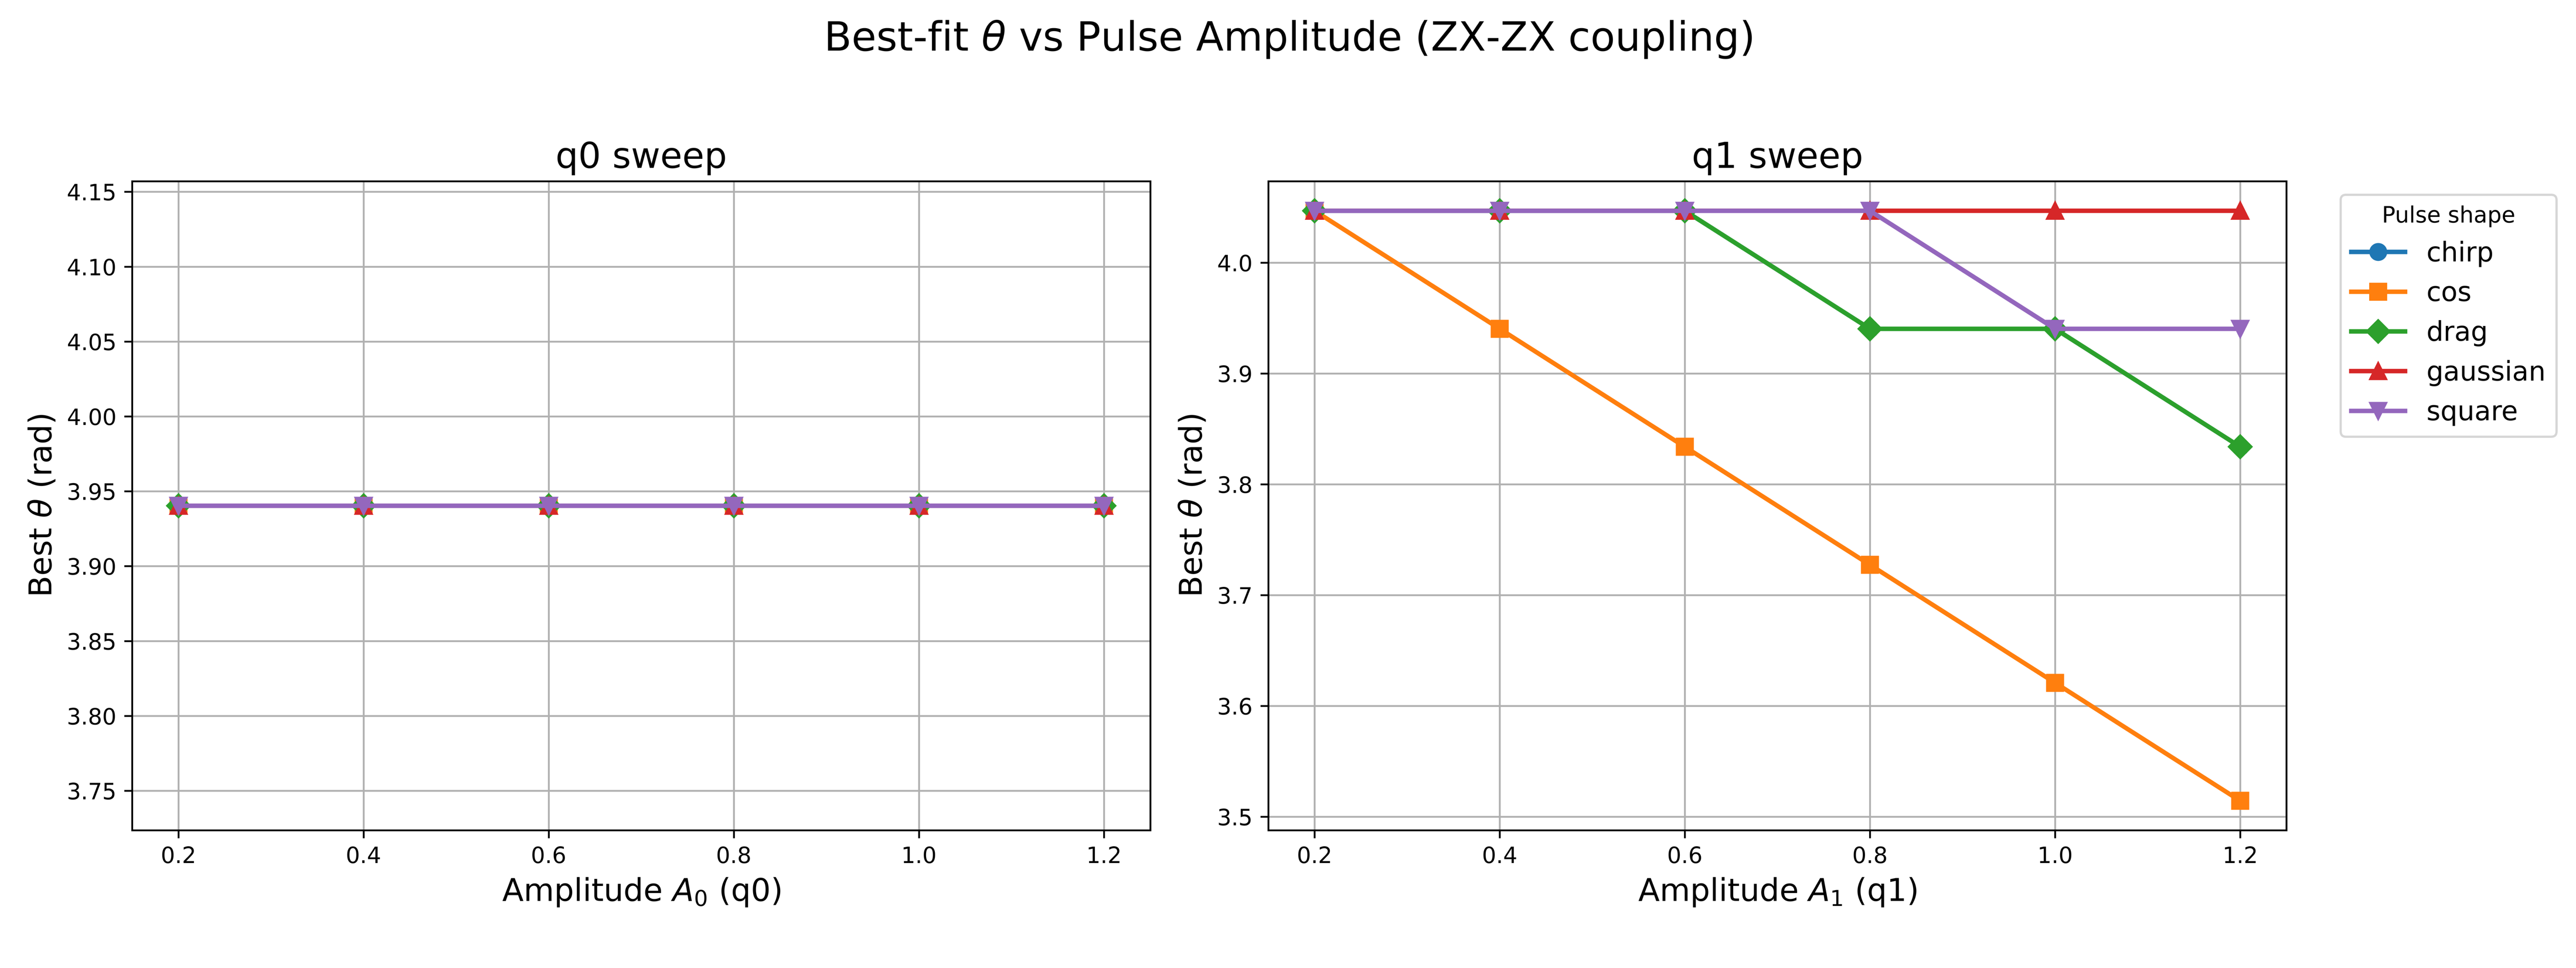 Best-fit θ vs Pulse Amplitude (ZX-ZX coupling)
q0 sweep
4.15
4.10
4.05
4.00
3.95
3.90
3.85
3.80
3.75
Best θ (rad)
0.2 0.4 0.6 0.8 1.0 1.2
Amplitude A₀ (q0)
q1 sweep
4.0
3.9
3.8
3.7
3.6
3.5
Best θ (rad)
0.2 0.4 0.6 0.8 1.0 1.2
Amplitude A₁ (q1)
Pulse shape
chirp
cos
drag
gaussian
square